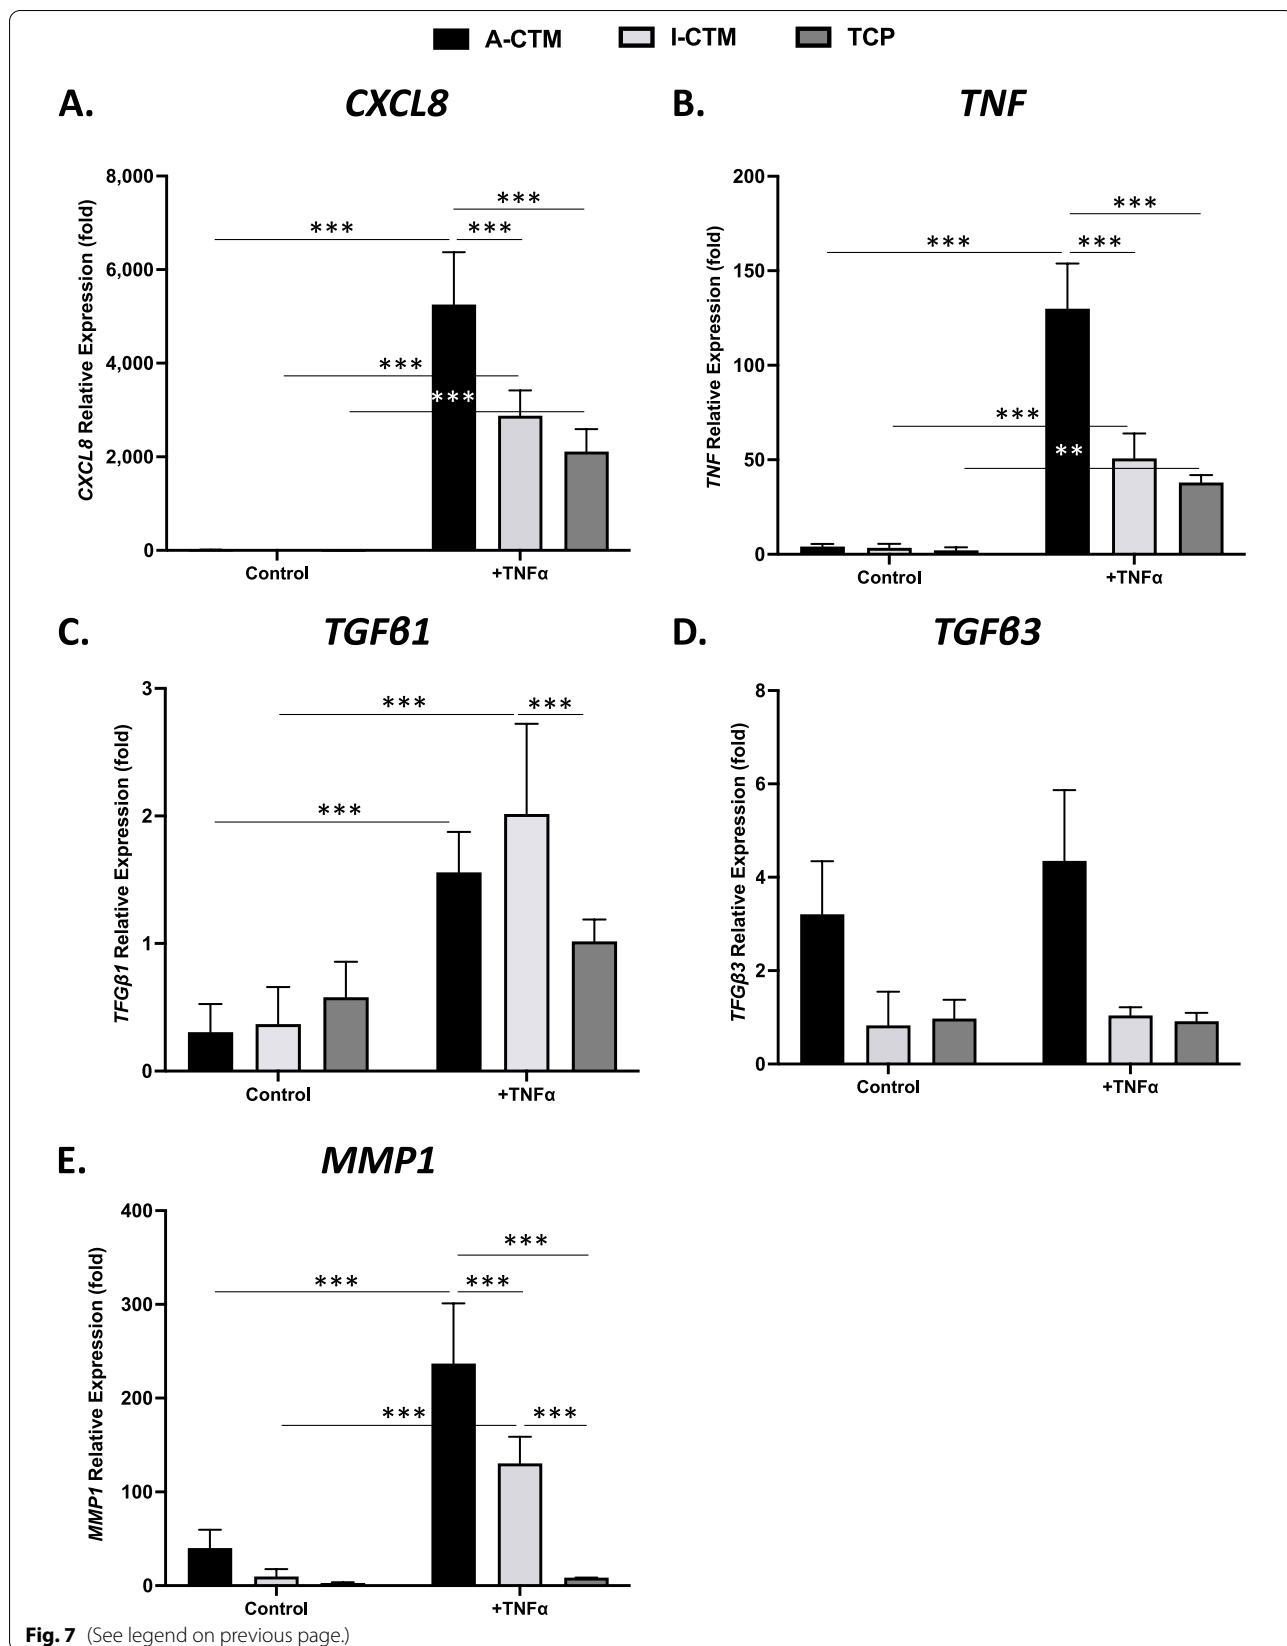 A-CTM I-CTM TCP
A. CXCL8
CXCL8 Relative Expression (fold)
8,000
6,000
4,000
2,000
0
***
***
***
***
***
Control +TNFα
B. TNF
TNF Relative Expression (fold)
200
150
100
50
0
***
***
***
***
**
Control +TNFα
C. TGFβ1
TFGβ1 Relative Expression (fold)
3
2
1
0
***
***
***
Control +TNFα
D. TGFβ3
TFGβ3 Relative Expression (fold)
8
6
4
2
0
Control +TNFα
E. MMP1
MMP1 Relative Expression (fold)
400
300
200
100
0
***
***
***
***
***
Control +TNFα
Fig. 7 (See legend on previous page.)